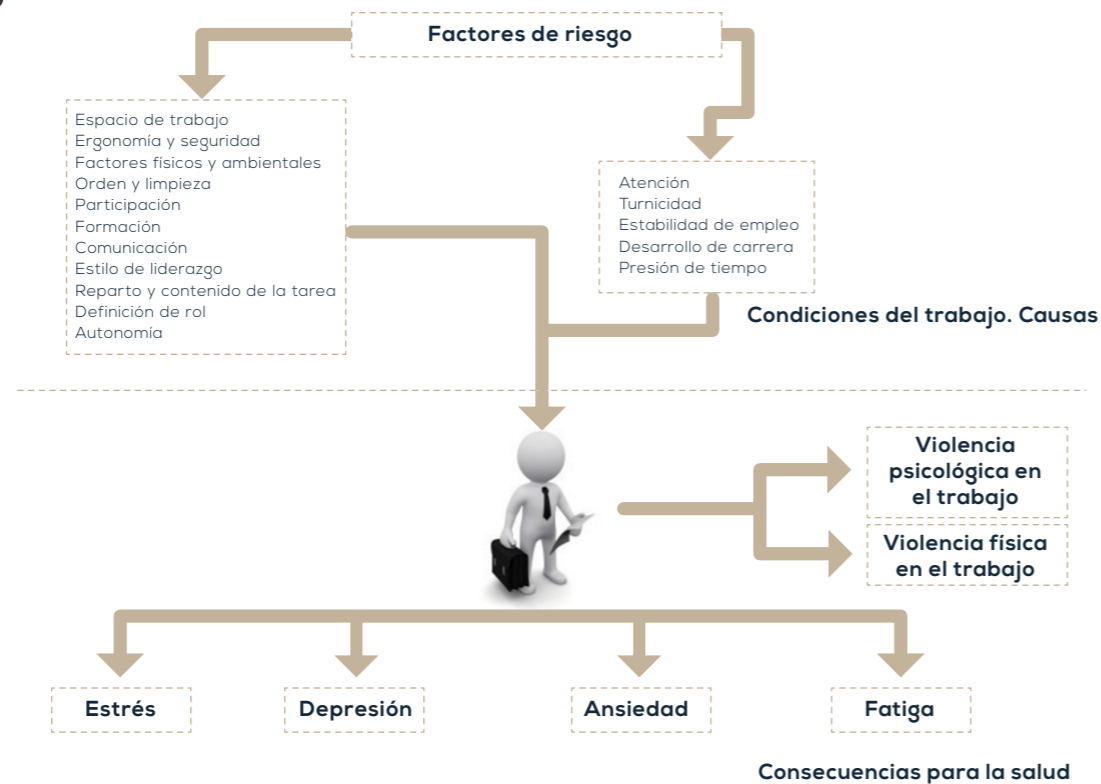 Factores de riesgo
Espacio de trabajo
Ergonomía y seguridad
Factores físicos y ambientales
Orden y limpieza
Participación
Formación
Comunicación
Estilo de liderazgo
Reparto y contenido de la tarea
Definición de rol
Autonomía
Atención
Turnicidad
Estabilidad de empleo
Desarrollo de carrera
Presión de tiempo
Condiciones del trabajo. Causas
Violencia
psicológica en
el trabajo
Violencia física
en el trabajo
Estrés
Depresión
Ansiedad
Fatiga
Consecuencias para la salud